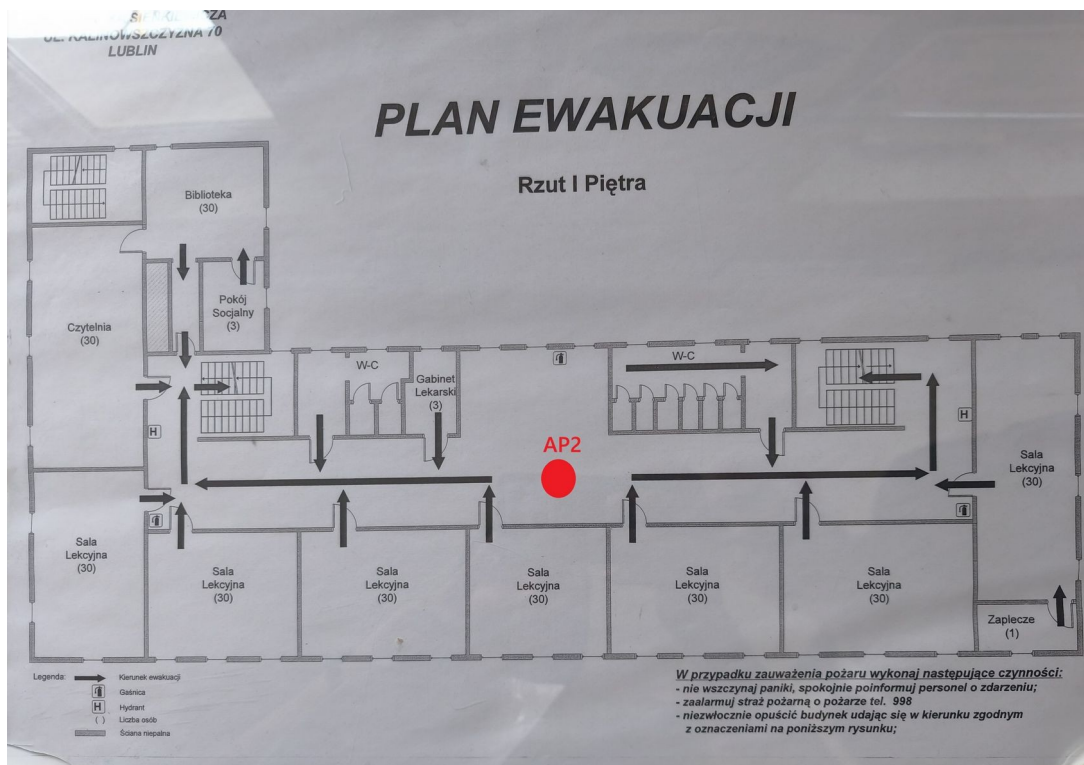 UL. KALINOWSZCZYZNA 70
LUBLIN
PLAN EWAKUACJI
Rzut I Piętra
Biblioteka
(30)
Czytelnia
(30)
Pokój
Socjalny
(3)
W-C
Gabinet
Lekarski
(3)
W-C
H
H
AP2
Sala
Lekcyjna
(30)
Sala
Lekcyjna
(30)
Sala
Lekcyjna
(30)
Sala
Lekcyjna
(30)
Sala
Lekcyjna
(30)
Sala
Lekcyjna
(30)
Sala
Lekcyjna
(30)
Zaplecze
(1)
Legenda:
Kierunek ewakuacji
Gaśnica
H Hydrant
( ) Liczba osób
Ściana niepalna
W przypadku zauważenia pożaru wykonaj następujące czynności:
- nie wszczynaj paniki, spokojnie poinformuj personel o zdarzeniu;
- zaalarmuj straż pożarną o pożarze tel. 998
- niezwłocznie opuścić budynek udając się w kierunku zgodnym
z oznaczeniami na poniższym rysunku;